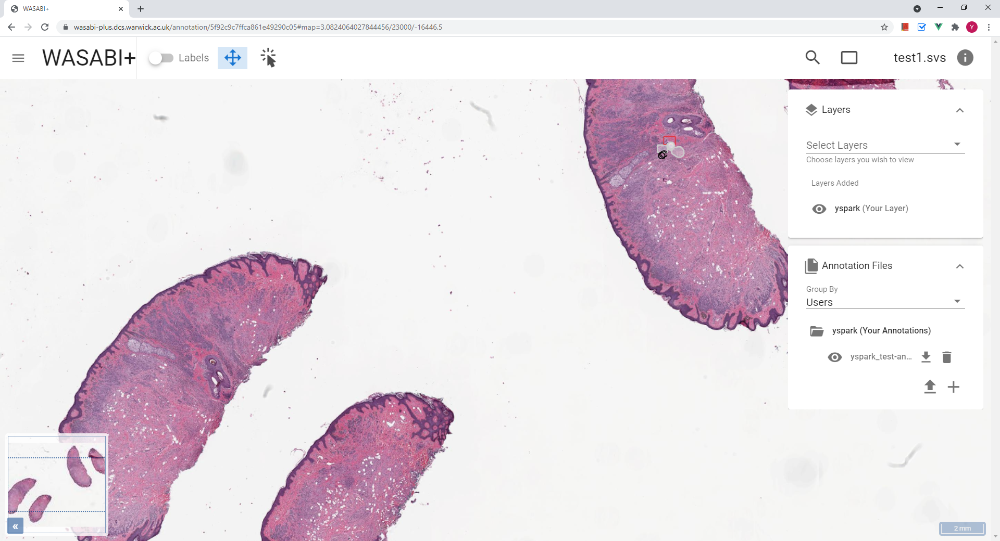 WASABI+
wasabi-plus.dcs.warwick.ac.uk/annotation/5f92c9c7ffca861e49290c05#map=3.0824064027844456/23000/-16446.5
Y
WASABI+
Labels
test1.svs
Layers
Select Layers
Choose layers you wish to view
Layers Added
yspark (Your Layer)
Annotation Files
Group By
Users
yspark (Your Annotations)
yspark_test-an...
«
2 mm